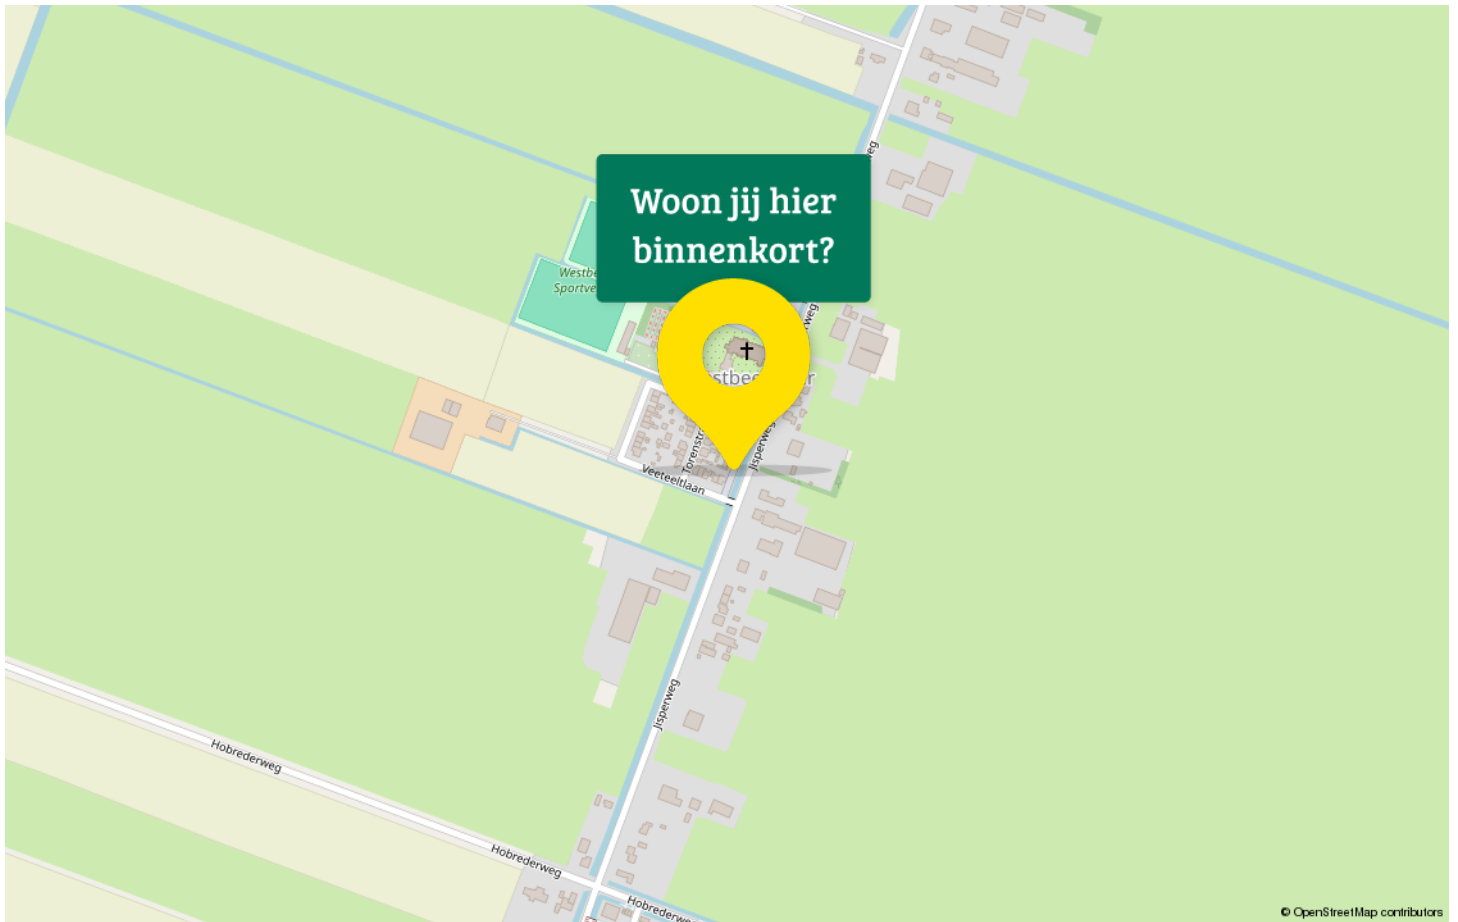 Woon jij hier
binnenkort?
Jisperweg
Veeteeltlaan
Jisperweg
Hobrederweg
Hobrederweg
© OpenStreetMap contributors